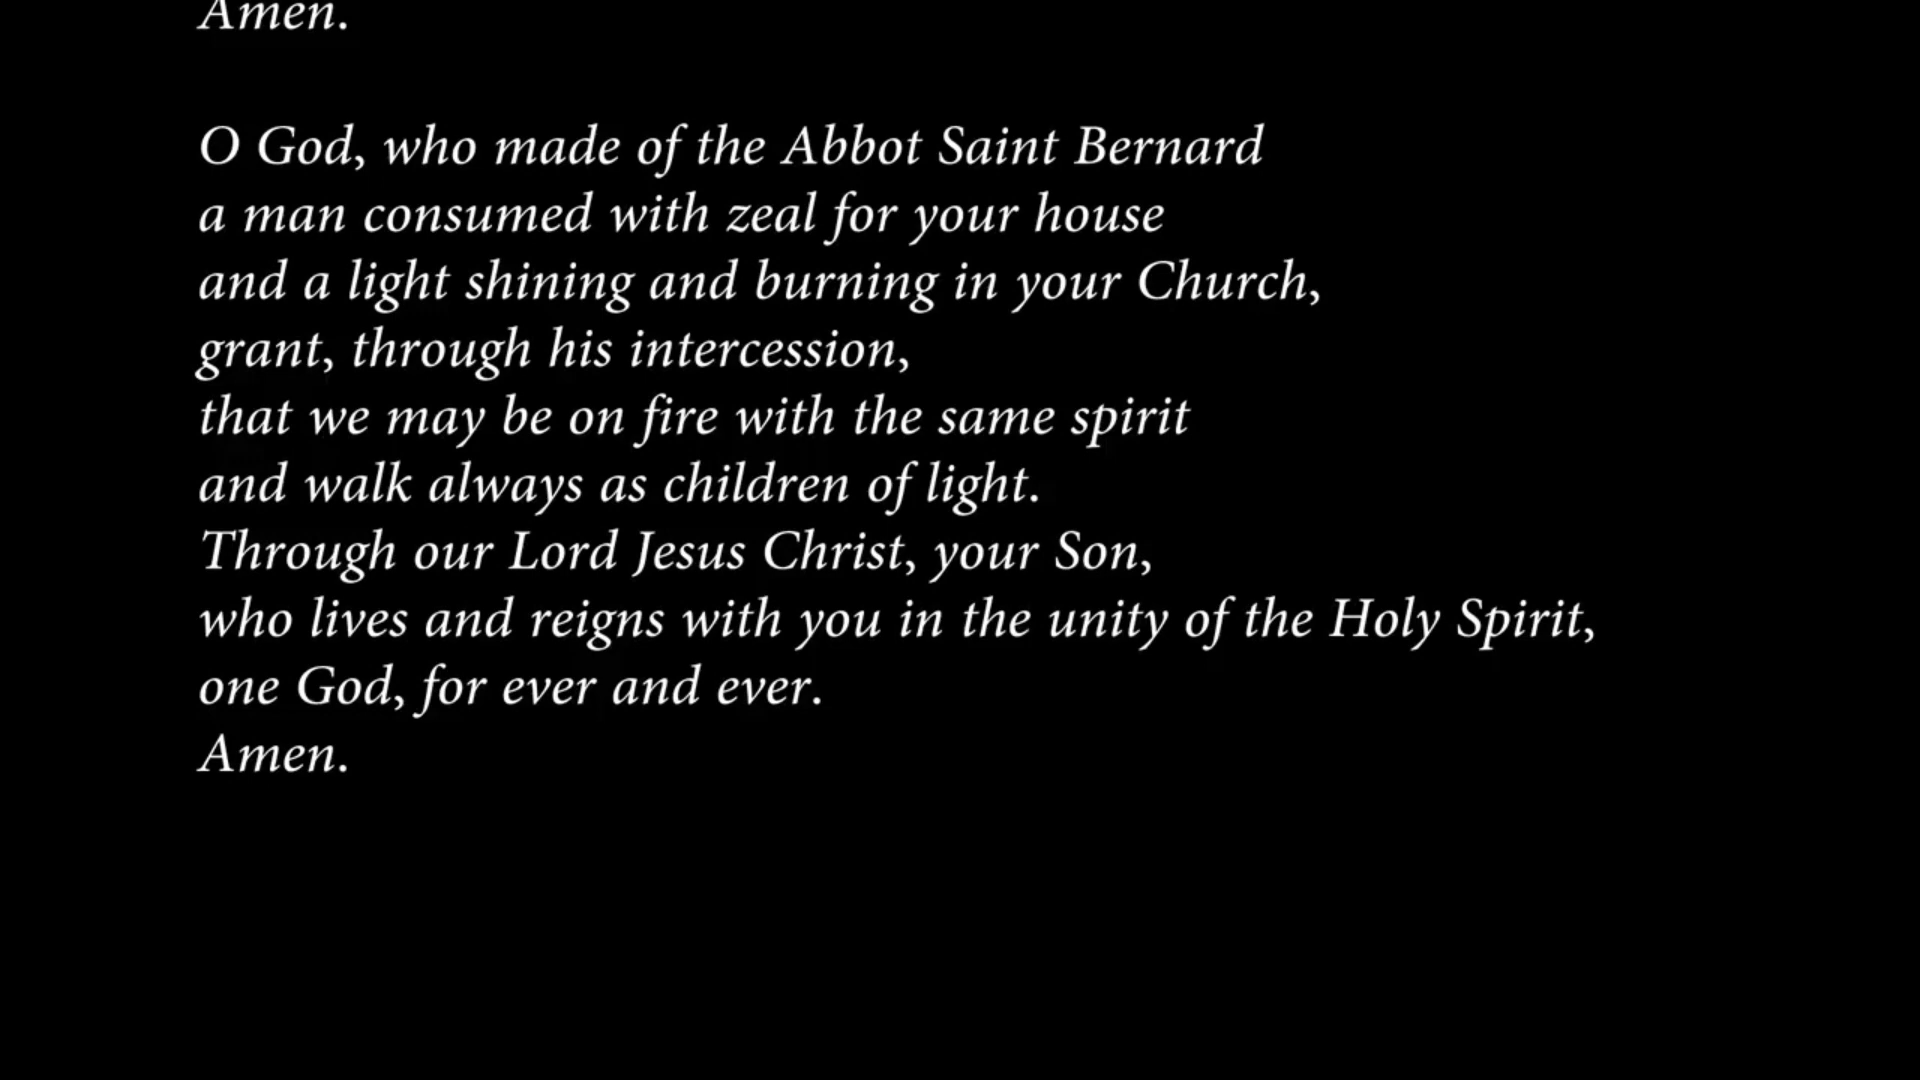 Amen.
O God, who made of the Abbot Saint Bernard
a man consumed with zeal for your house
and a light shining and burning in your Church,
grant, through his intercession,
that we may be on fire with the same spirit
and walk always as children of light.
Through our Lord Jesus Christ, your Son,
who lives and reigns with you in the unity of the Holy Spirit,
one God, for ever and ever.
Amen.